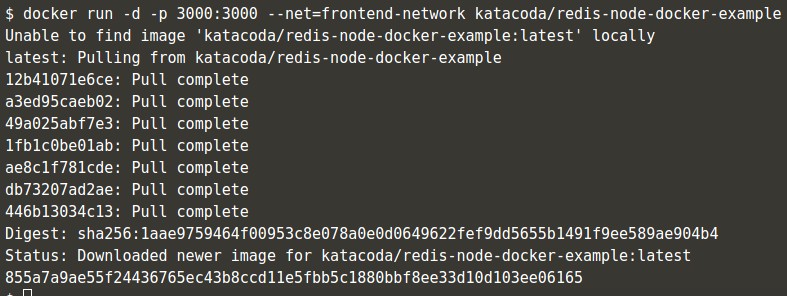 $ docker run -d -p 3000:3000 --net=frontend-network katacoda/redis-node-docker-example
Unable to find image 'katacoda/redis-node-docker-example:latest' locally
latest: Pulling from katacoda/redis-node-docker-example
12b41071e6ce: Pull complete
a3ed95caeb02: Pull complete
49a025abf7e3: Pull complete
1fb1c0be01ab: Pull complete
ae8c1f781cde: Pull complete
db73207ad2ae: Pull complete
446b13034c13: Pull complete
Digest: sha256:1aae9759464f00953c8e078a0e0d0649622fef9dd5655b1491f9ee589ae904b4
Status: Downloaded newer image for katacoda/redis-node-docker-example:latest
855a7a9ae55f24436765ec43b8ccd11e5fbb5c1880bbf8ee33d10d103ee06165
$